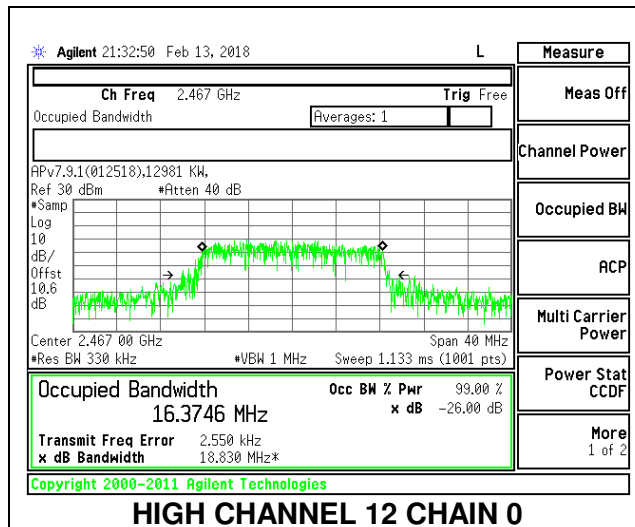 Agilent 21:32:50 Feb 13, 2018 L
Measure
Ch Freq 2.467 GHz Trig Free
Meas Off
Occupied Bandwidth Averages: 1
Channel Power
APv7.9.1(012518),12981 KW,
Ref 30 dBm #Atten 40 dB
#Samp
Log
10
dB/
Offst
10.6
dB
Occupied BW
ACP
Multi Carrier
Power
Center 2.467 00 GHz Span 40 MHz
#Res BW 330 kHz #VBW 1 MHz Sweep 1.133 ms (1001 pts)
Power Stat
CCDF
Occupied Bandwidth Occ BW % Pwr 99.00 %
16.3746 MHz x dB -26.00 dB
Transmit Freq Error 2.550 kHz
x dB Bandwidth 18.830 MHz*
More
1 of 2
Copyright 2000-2011 Agilent Technologies
HIGH CHANNEL 12 CHAIN 0